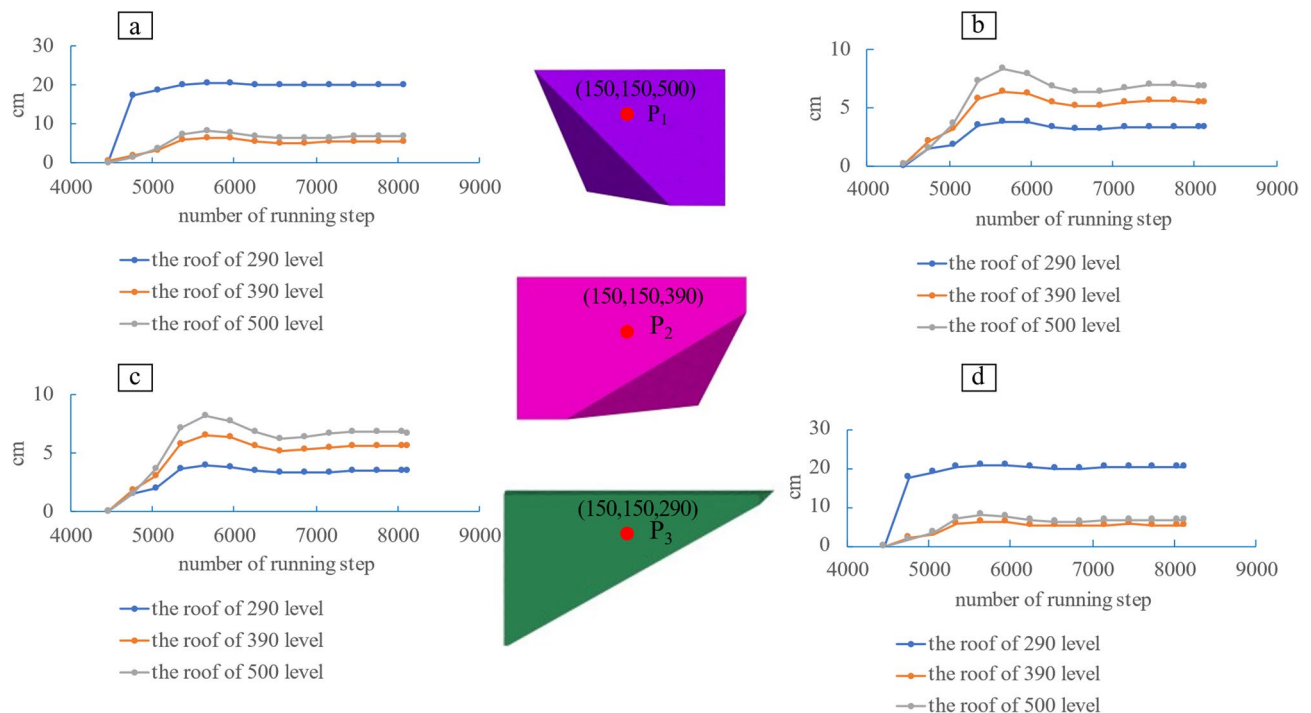 a
30
20
10
0
cm
4000 5000 6000 7000 8000 9000
number of running step
the roof of 290 level
the roof of 390 level
the roof of 500 level
(150,150,500)
P₁
b
10
5
0
cm
4000 5000 6000 7000 8000 9000
number of running step
the roof of 290 level
the roof of 390 level
the roof of 500 level
(150,150,390)
P₂
c
10
5
0
cm
4000 5000 6000 7000 8000 9000
number of running step
the roof of 290 level
the roof of 390 level
the roof of 500 level
(150,150,290)
P₃
d
30
20
10
0
cm
4000 5000 6000 7000 8000 9000
number of running step
the roof of 290 level
the roof of 390 level
the roof of 500 level